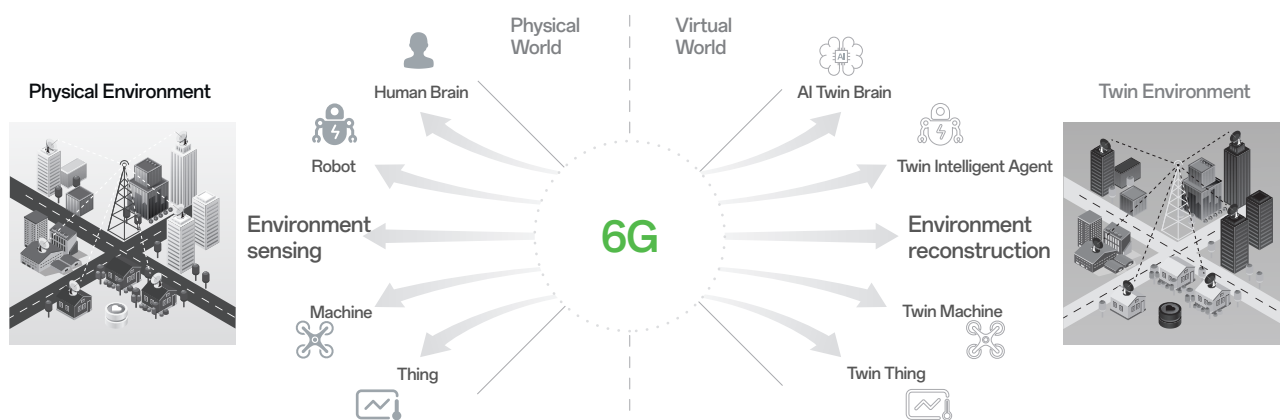 Physical
World
Virtual
World
Physical Environment
Human Brain
Robot
Environment
sensing
Machine
Thing
6G
AI
AI Twin Brain
Twin Intelligent Agent
Environment
reconstruction
Twin Machine
Twin Thing
Twin Environment